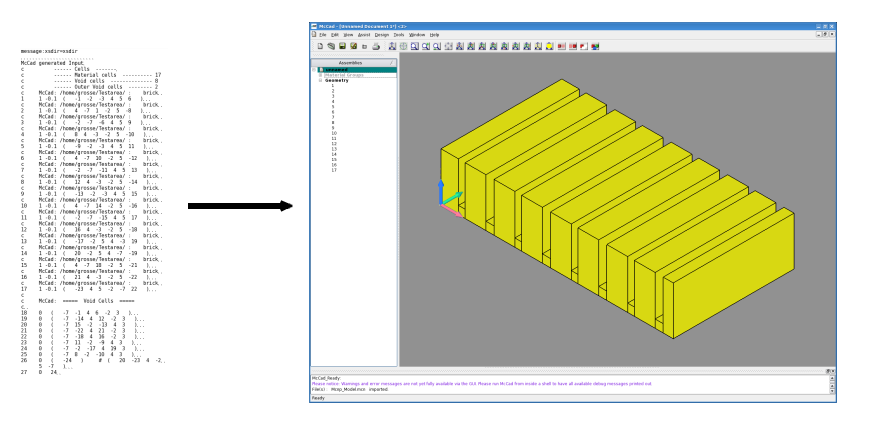 message:xsdir=xsdir
McCad generated Input
c ------ Cells ------
c ------ Material cells ---------- 17
c ------ Void cells -------------- 8
c ------ Outer Void cells -------- 2
c McCad: /home/grosse/Testarea/ : brick
1 1 -0.1 ( -1 -2 -3 4 5 6 )
c McCad: /home/grosse/Testarea/ : brick
2 1 -0.1 ( 4 -7 1 -2 5 -8 )
c McCad: /home/grosse/Testarea/ : brick
3 1 -0.1 ( -2 -7 -6 4 5 9 )
c McCad: /home/grosse/Testarea/ : brick
4 1 -0.1 ( 8 4 -3 -2 5 -10 )
c McCad: /home/grosse/Testarea/ : brick
5 1 -0.1 ( -9 -2 -3 4 5 11 )
c McCad: /home/grosse/Testarea/ : brick
6 1 -0.1 ( 4 -7 10 -2 5 -12 )
c McCad: /home/grosse/Testarea/ : brick
7 1 -0.1 ( -2 -7 -11 4 5 13 )
c McCad: /home/grosse/Testarea/ : brick
8 1 -0.1 ( 12 4 -3 -2 5 -14 )
c McCad: /home/grosse/Testarea/ : brick
9 1 -0.1 ( -13 -2 -3 4 5 15 )
c McCad: /home/grosse/Testarea/ : brick
10 1 -0.1 ( 4 -7 14 -2 5 -16 )
c McCad: /home/grosse/Testarea/ : brick
11 1 -0.1 ( -2 -7 -15 4 5 17 )
c McCad: /home/grosse/Testarea/ : brick
12 1 -0.1 ( 16 4 -3 -2 5 -18 )
c McCad: /home/grosse/Testarea/ : brick
13 1 -0.1 ( -17 -2 5 4 -3 19 )
c McCad: /home/grosse/Testarea/ : brick
14 1 -0.1 ( 20 -2 5 4 -7 -19 )
c McCad: /home/grosse/Testarea/ : brick
15 1 -0.1 ( 4 -7 18 -2 5 -21 )
c McCad: /home/grosse/Testarea/ : brick
16 1 -0.1 ( 21 4 -3 -2 5 -22 )
c McCad: /home/grosse/Testarea/ : brick
17 1 -0.1 ( -23 4 5 -2 -7 22 )
c
c McCad: ===== Void Cells =====
c
18 0 ( -7 -1 4 6 -2 3 )
19 0 ( -7 -14 4 12 -2 3 )
20 0 ( -7 15 -2 -13 4 3 )
21 0 ( -7 -22 4 21 -2 3 )
22 0 ( -7 -18 4 16 -2 3 )
23 0 ( -7 11 -2 -9 4 3 )
24 0 ( -7 -2 -17 4 19 3 )
25 0 ( -7 8 -2 -10 4 3 )
26 0 ( -24 ) # ( 20 -23 4 -2
5 -7 )
27 0 24
McCad - [Unnamed Document 1*] <2>
File Edit View Assist Design Tools Window Help
Assemblies
unnamed
Material Groups
Geometry
1
2
3
4
5
6
7
8
9
10
11
12
13
14
15
16
17
McCad_Ready
Please notice: Warnings and error messages are not yet fully available via the GUI. Please run McCad from inside a shell to have all available debug messages printed out.
File(s): Mcnp_Model.mcn imported
Ready